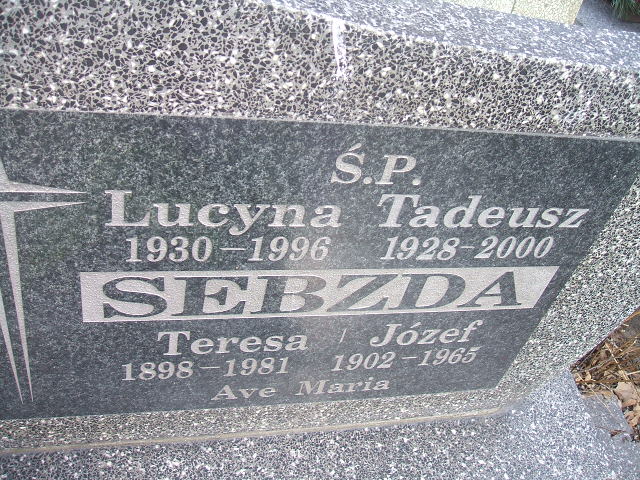 Ś.P.
Lucyna Tadeusz
1930-1996 1928-2000
SEBZDA
Teresa Józef
1898-1981 1902-1965
Ave Maria